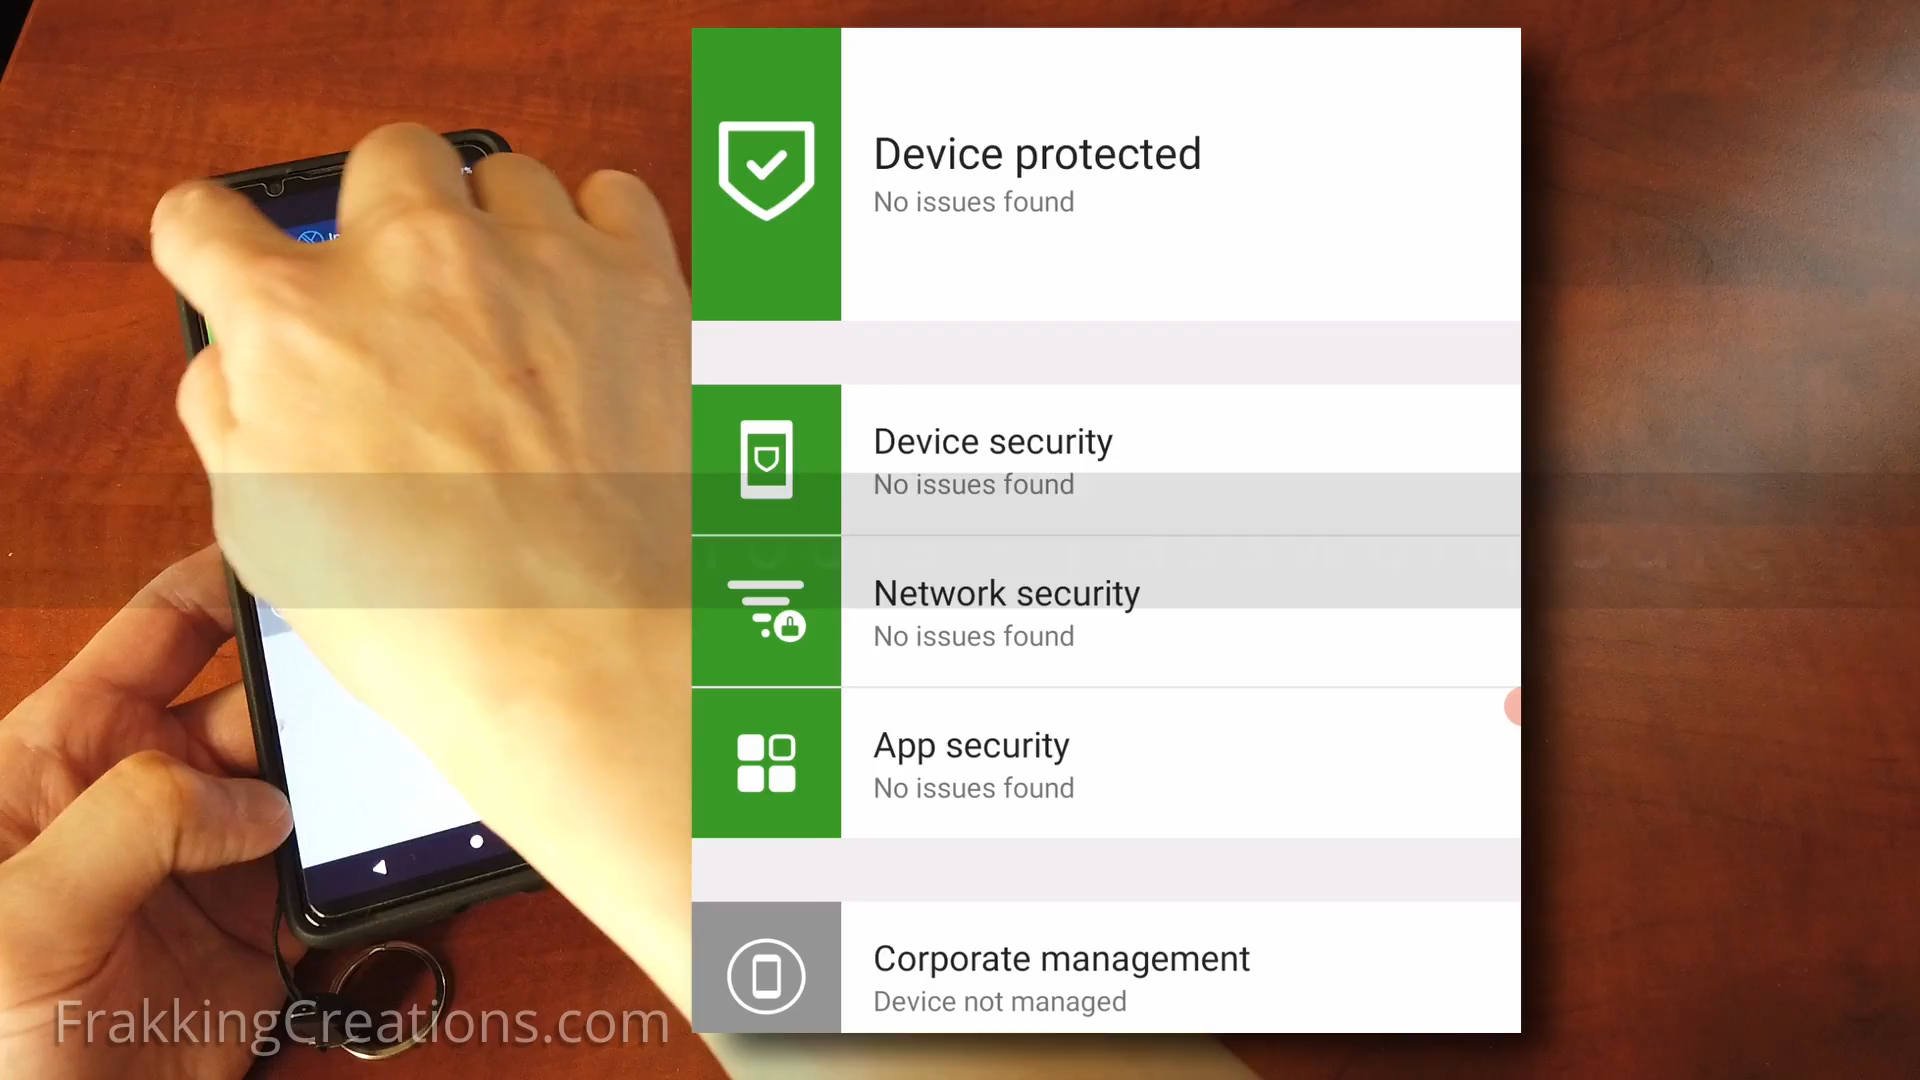 Device protected
No issues found
Device security
No issues found
Network security
No issues found
App security
No issues found
Corporate management
Device not managed
FrakkingCreations.com